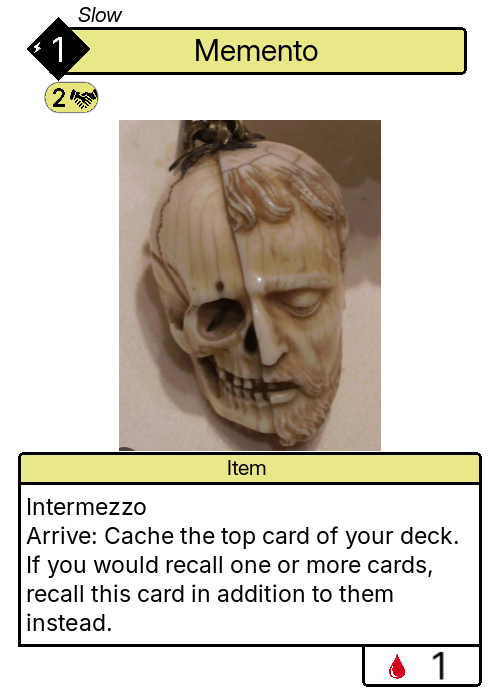 Slow
1
Memento
2
Item
Intermezzo
Arrive: Cache the top card of your deck.
If you would recall one or more cards,
recall this card in addition to them
instead.
1